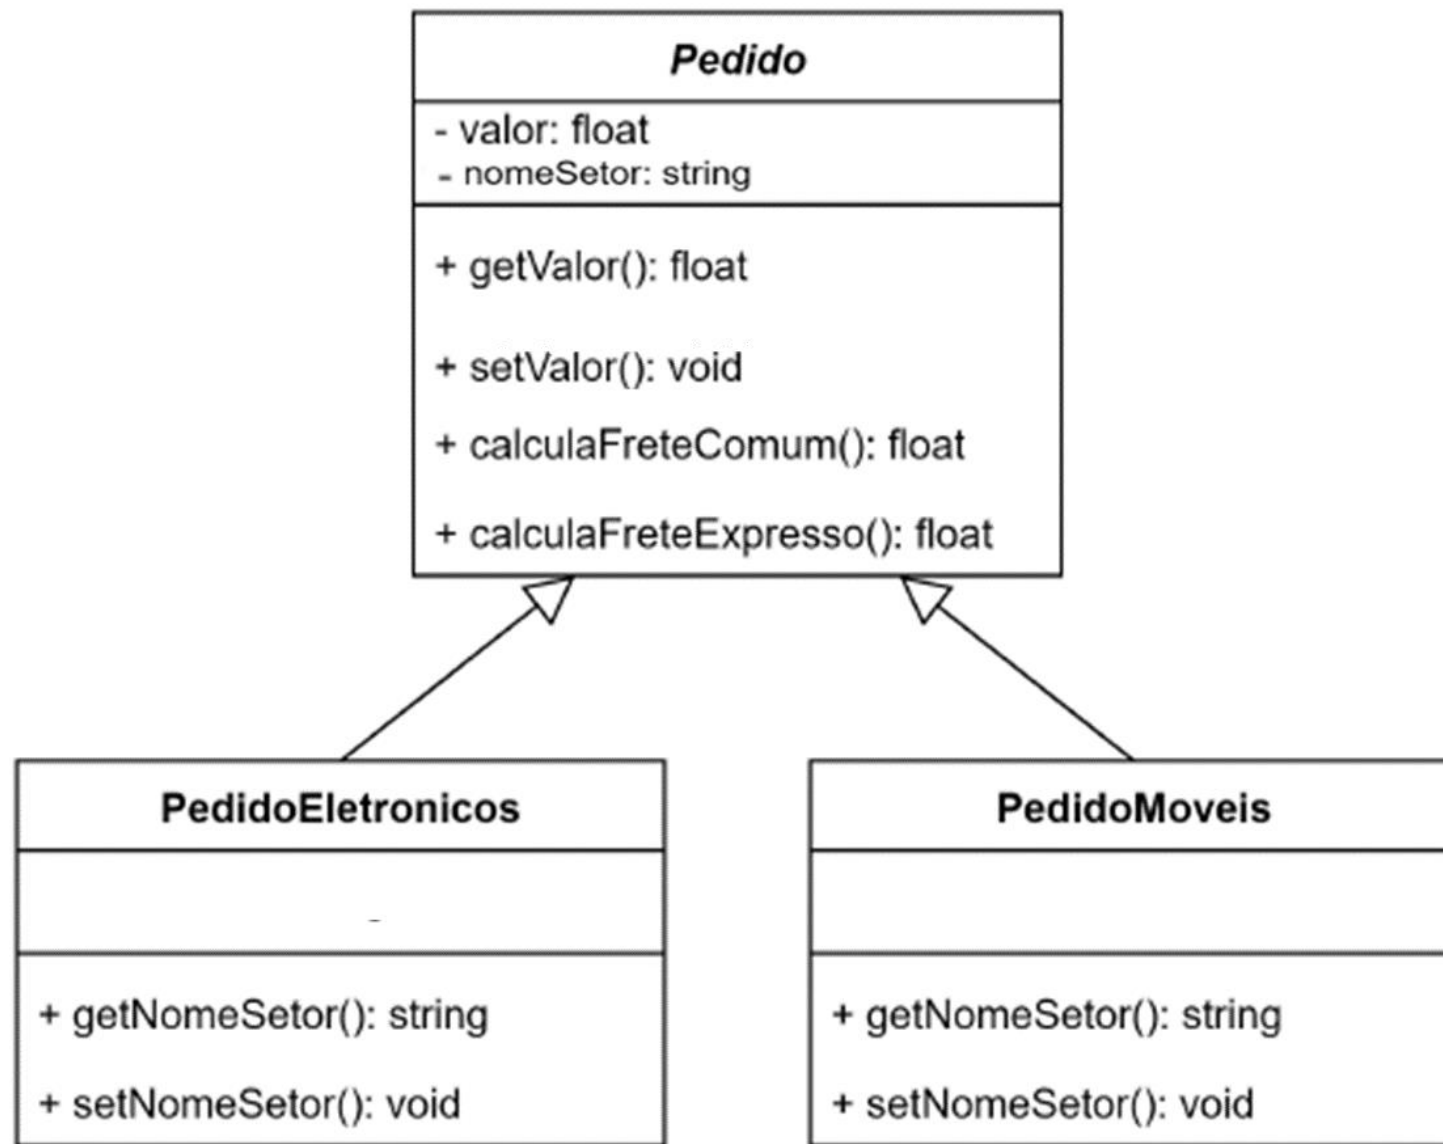 Pedido
- valor: float
- nomeSetor: string
+ getValor(): float
+ setValor(): void
+ calculaFreteComum(): float
+ calculaFreteExpresso(): float
PedidoEletronicos
-
+ getNomeSetor(): string
+ setNomeSetor(): void
PedidoMoveis
+ getNomeSetor(): string
+ setNomeSetor(): void